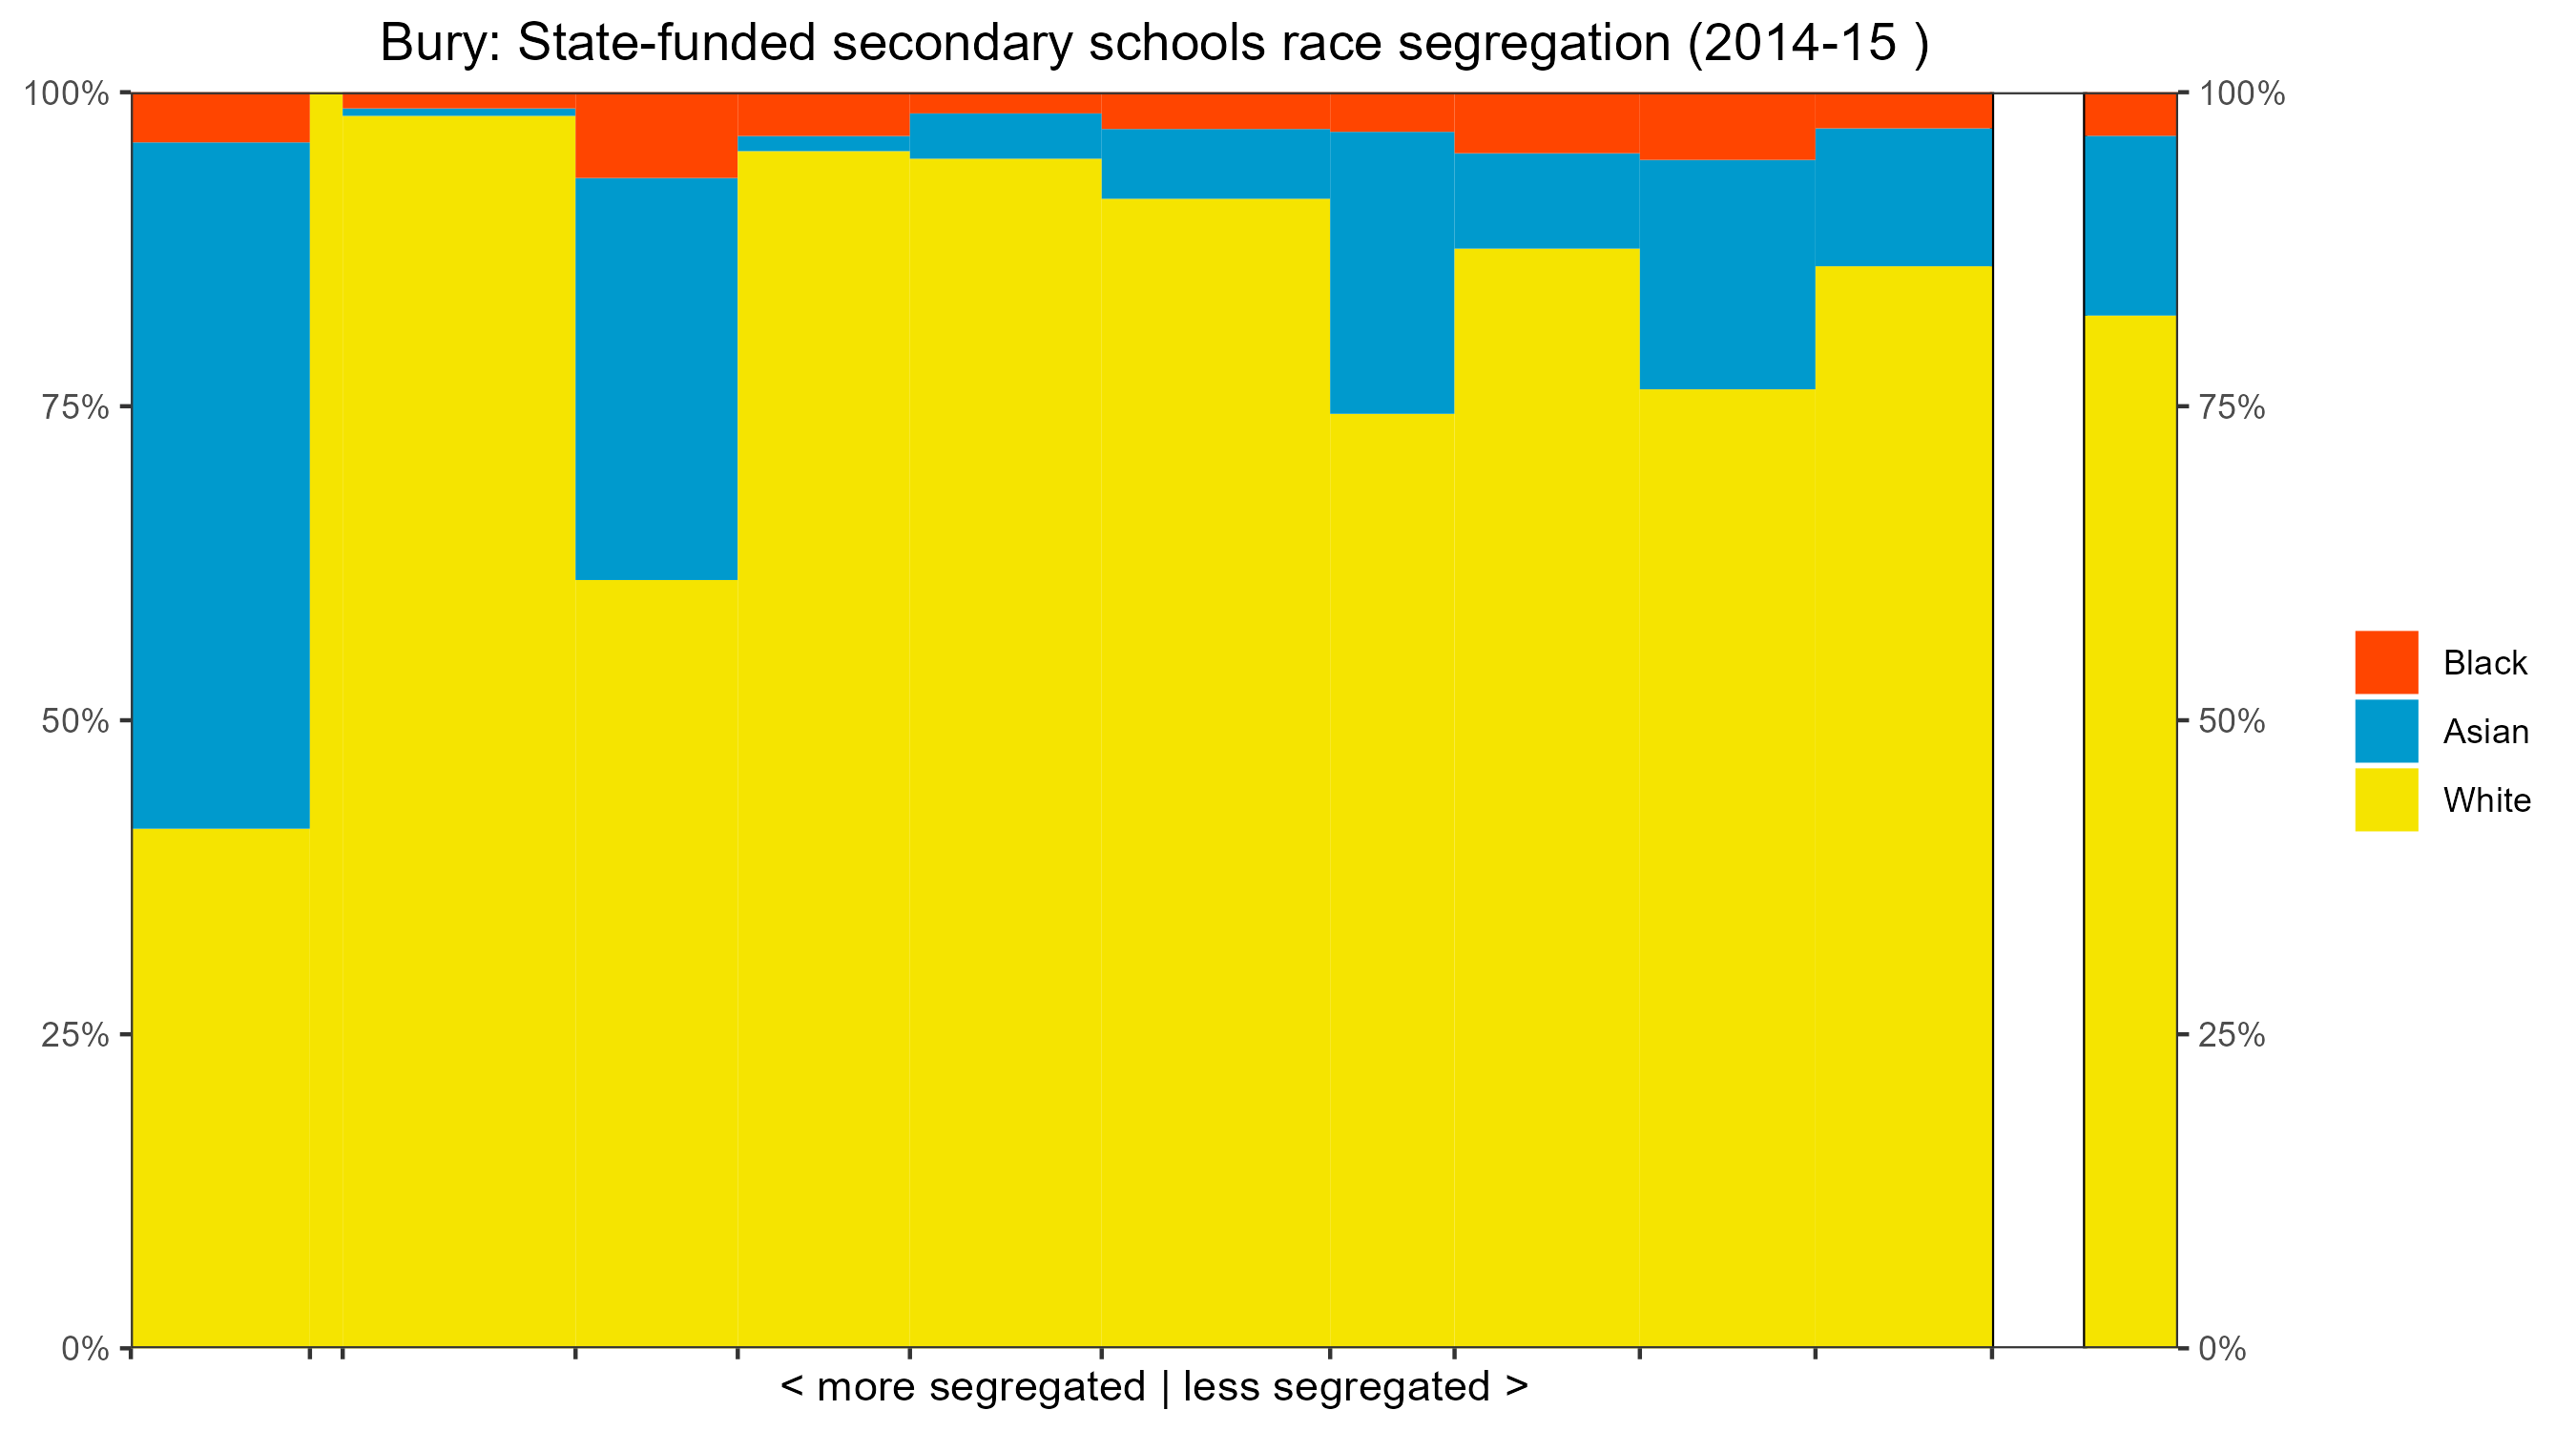 Bury: State-funded secondary schools race segregation (2014-15 )
100%
75%
50%
25%
0%
100%
75%
50%
25%
0%
Black
Asian
White
< more segregated | less segregated >